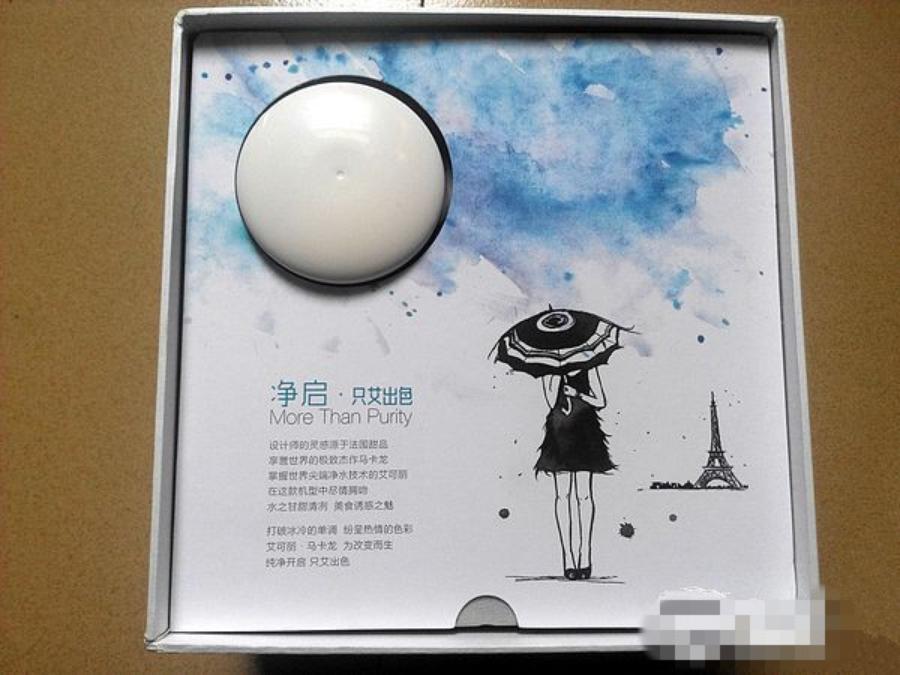 净启·只艾出色
More Than Purity
设计师的灵感源于法国甜品
享誉世界的极致杰作马卡龙
掌握世界尖端净水技术的艾可丽
在这款机型中尽情拥吻
水之甘甜清冽 美食诱惑之魅
打破冰冷的单调 纷呈热情的色彩
艾可丽·马卡龙 为改变而生
纯净开启 只艾出色